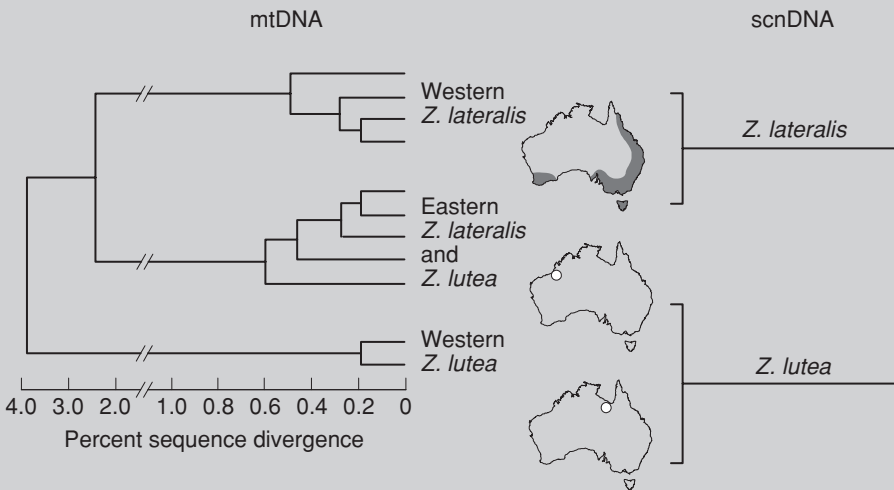 mtDNA
scnDNA
Western
Z. lateralis
Eastern
Z. lateralis
and
Z. lutea
Western
Z. lutea
Z. lateralis
Z. lutea
4.0 3.0 2.0 1.0 0.8 0.6 0.4 0.2 0
Percent sequence divergence